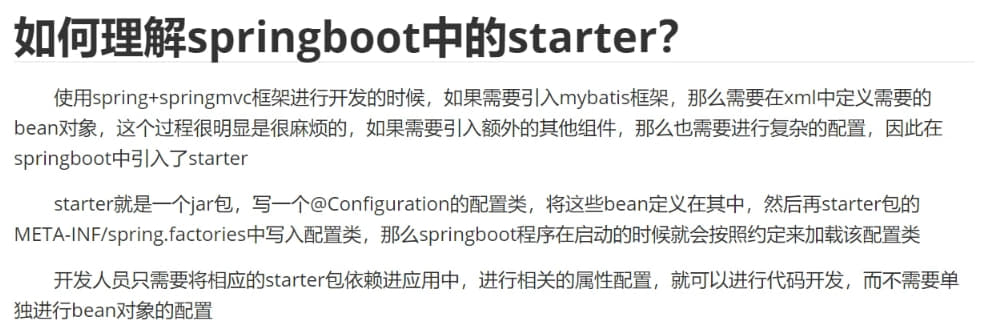 如何理解springboot中的starter?
使用spring+springmvc框架进行开发的时候，如果需要引入mybatis框架，那么需要在xml中定义需要的
bean对象，这个过程很明显是很麻烦的，如果需要引入额外的其他组件，那么也需要进行复杂的配置，因此在
springboot中引入了starter
starter就是一个jar包，写一个@Configuration的配置类，将这些bean定义在其中，然后再starter包的
META-INF/spring.factories中写入配置类，那么springboot程序在启动的时候就会按照约定来加载该配置类
开发人员只需要将相应的starter包依赖进应用中，进行相关的属性配置，就可以进行代码开发，而不需要单
独进行bean对象的配置